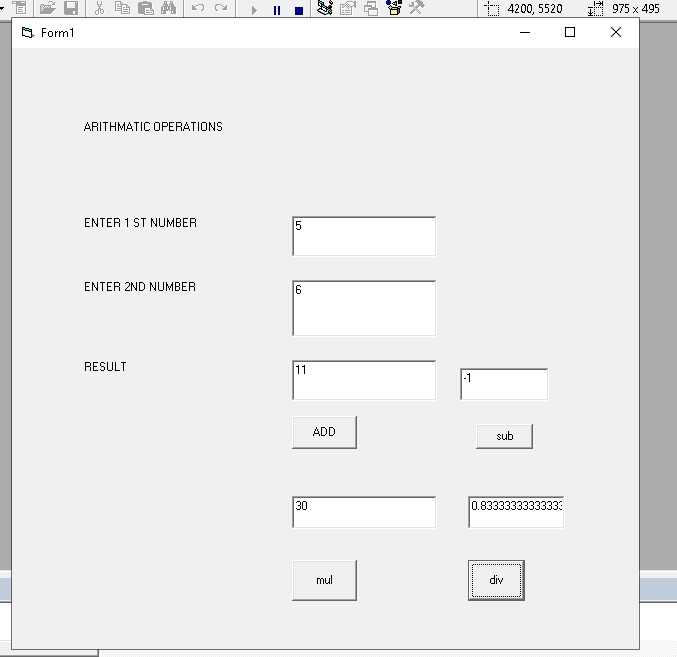 4200, 5520 975 x 495
Form1
ARITHMATIC OPERATIONS
ENTER 1 ST NUMBER 5
ENTER 2ND NUMBER 6
RESULT 11 -1
ADD sub
30 0.83333333333333
mul div